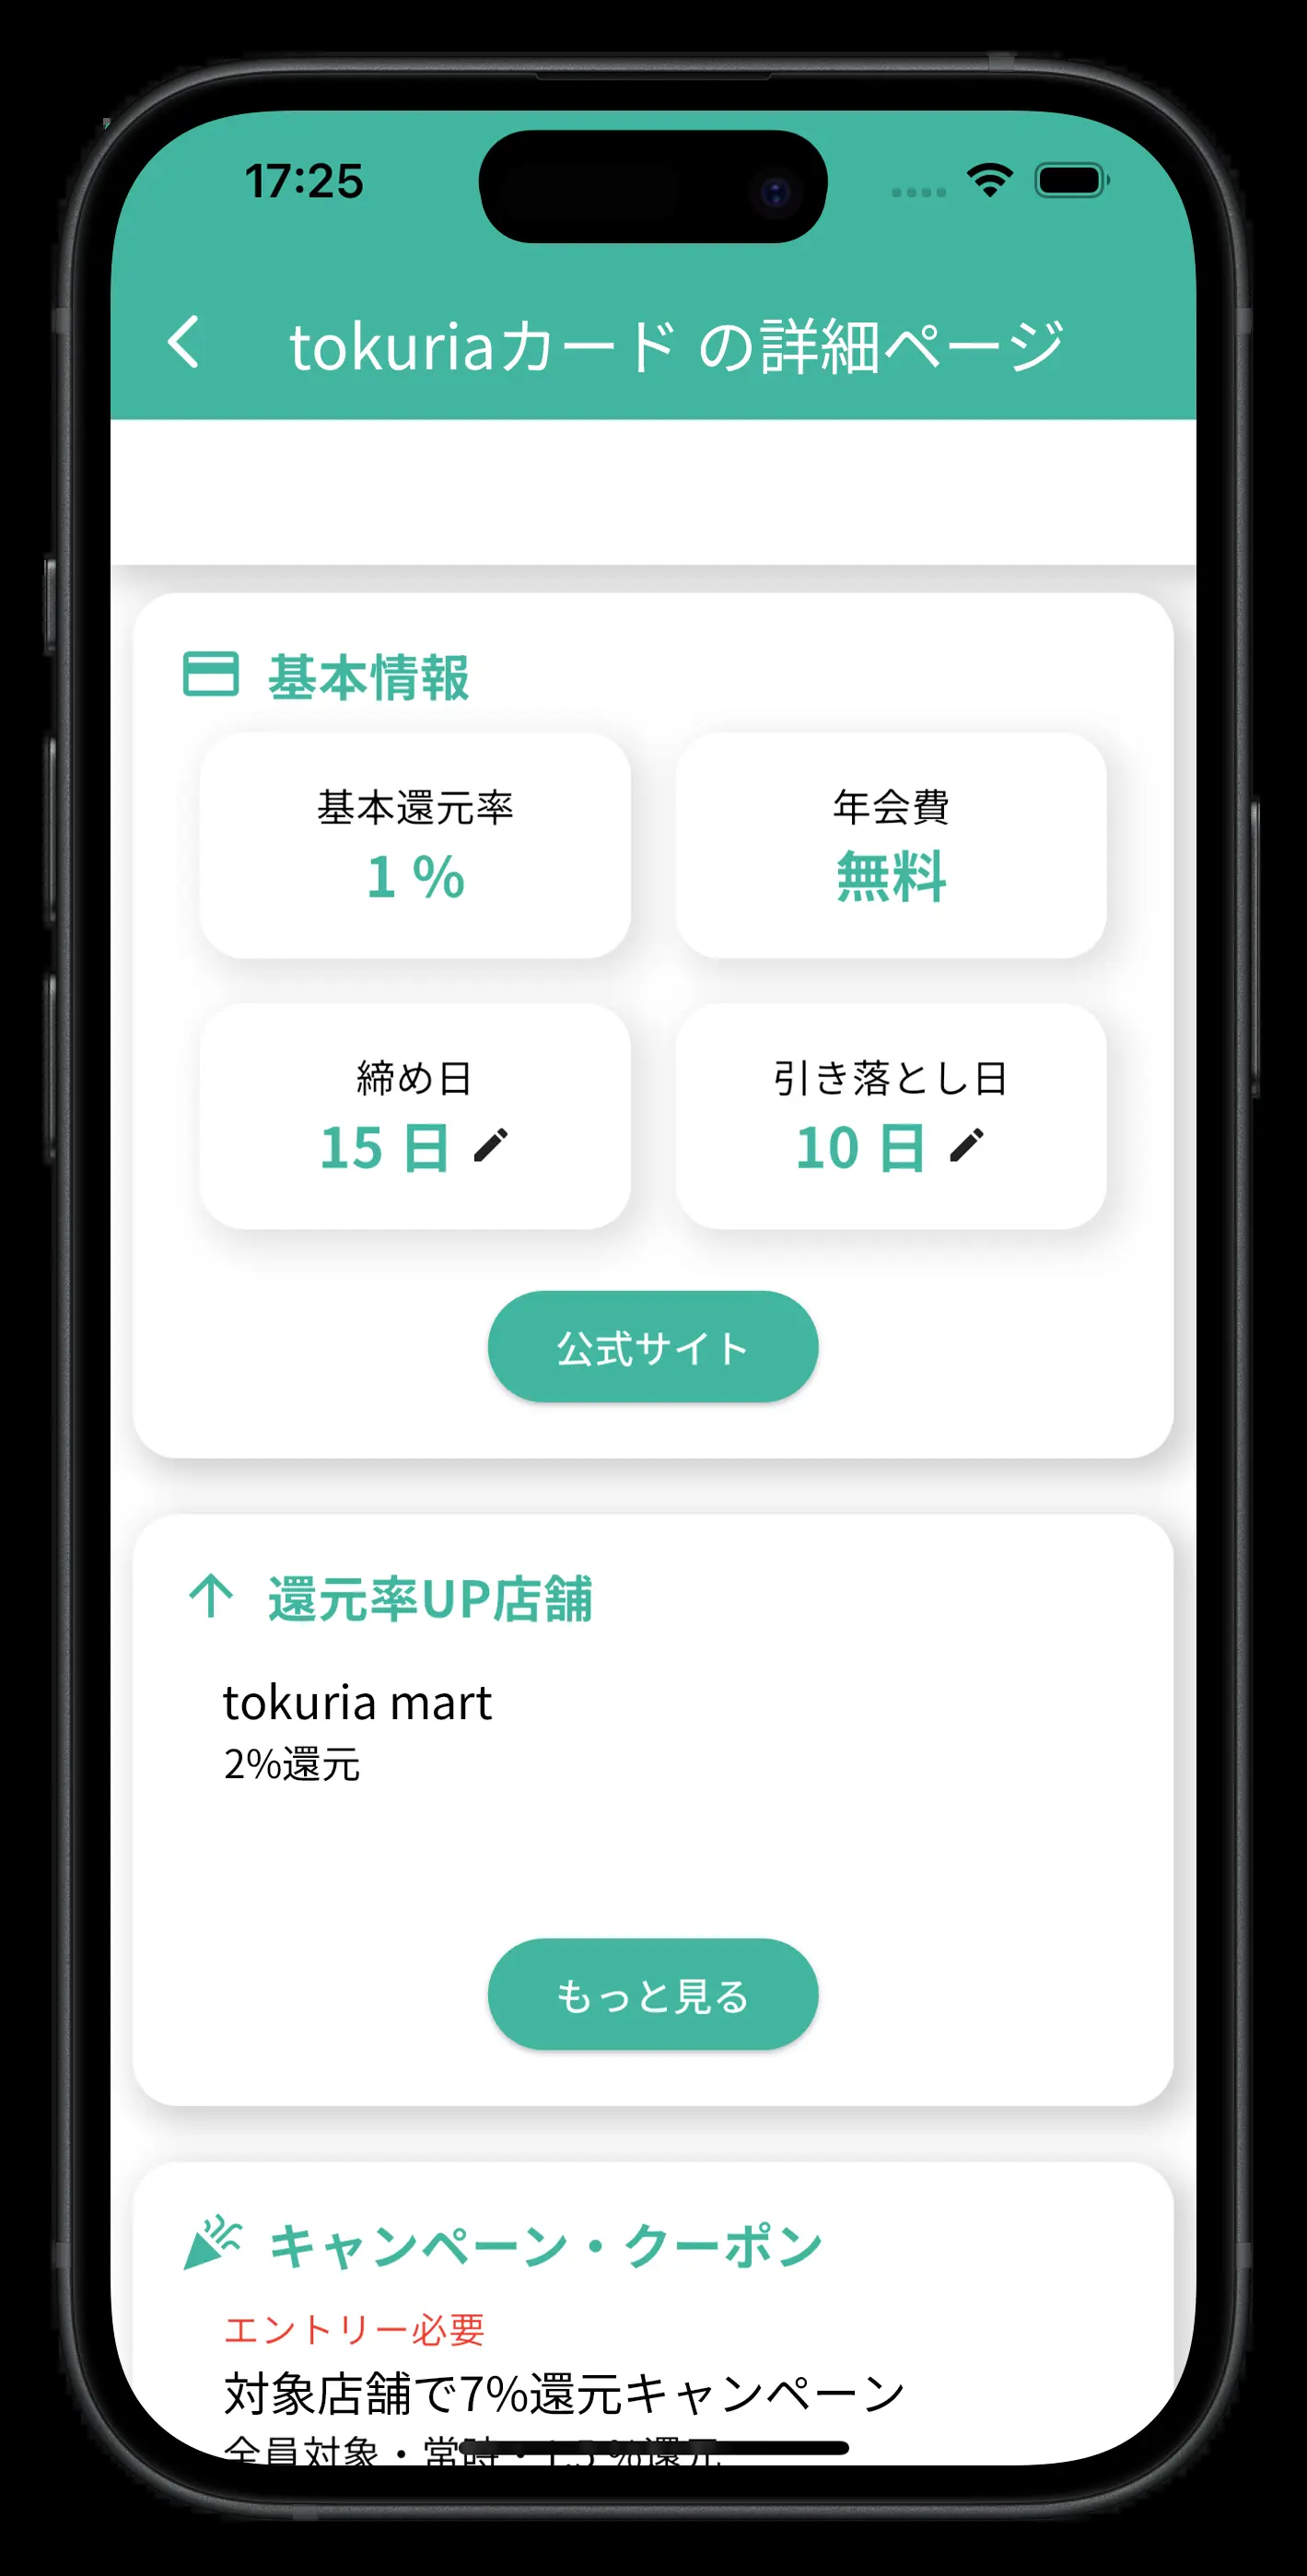 17:25
tokuriaカード の詳細ページ
基本情報
基本還元率
1 %
年会費
無料
締め日
15 日
引き落とし日
10 日
公式サイト
還元率UP店舗
tokuria mart
2%還元
もっと見る
キャンペーン・クーポン
エントリー必要
対象店舗で7%還元キャンペーン
全員対象・常時・1.5 %還元